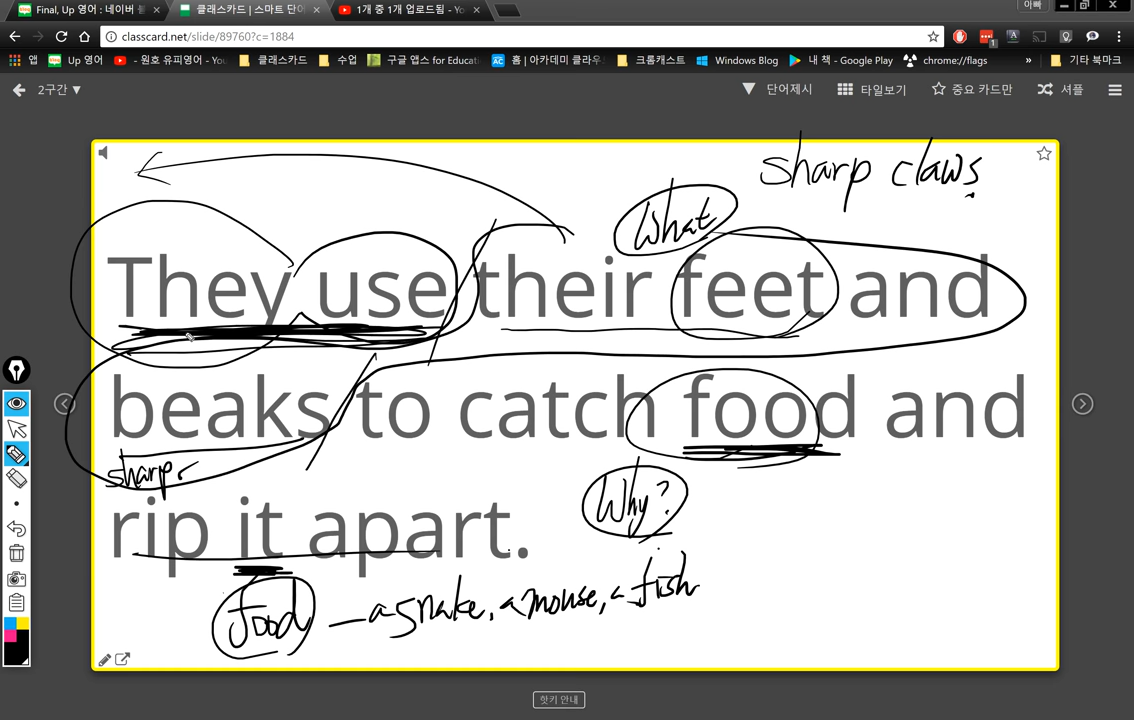 Final, Up 영어 : 네이버 블
클래스카드 | 스마트 단어
1개 중 1개 업로드됨 - You
아빠
classcard.net/slide/89760?c=1884
앱
Up 영어
- 원호 유피영어 - You
클래스카드
수업
구글 앱스 for Educati
홈 | 아카데미 클라우
크롬캐스트
Windows Blog
내 책 - Google Play
chrome://flags
»
기타 북마크
2구간 ▼
단어제시
타일보기
중요 카드만
셔플
sharp claws
What
They use their feet and
beaks to catch food and
sharp
Why?
rip it apart.
food — a snake, a mouse, a fish
핫키 안내